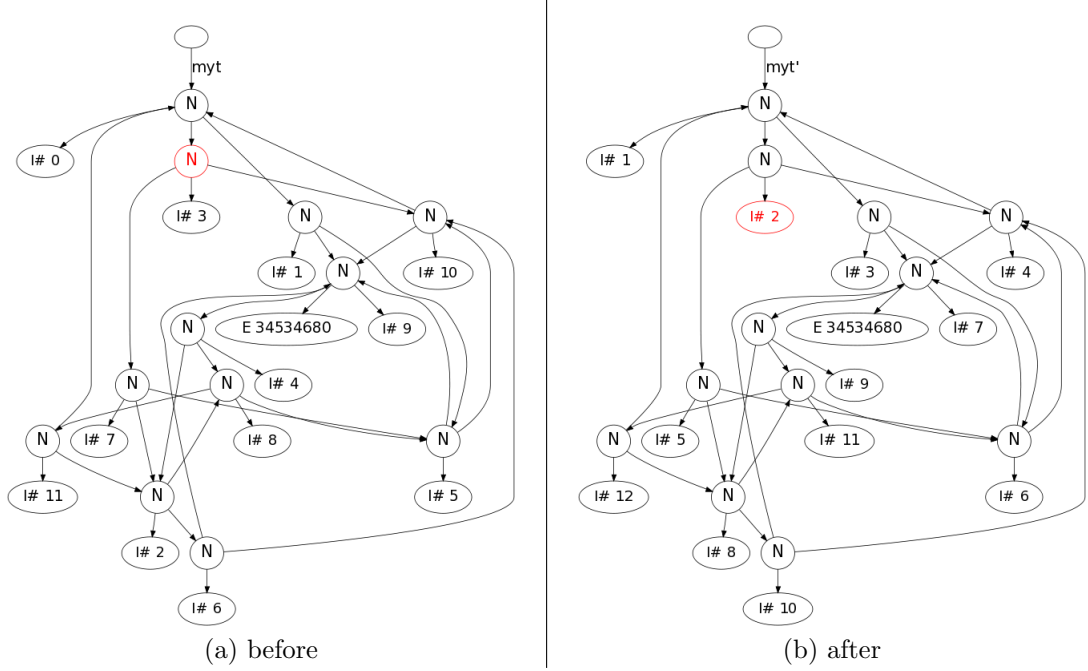 myt
N
I# 0
N
I# 3
N
N
I# 1
N
I# 10
N
E 34534680
I# 9
N
N
I# 4
N
I# 7
I# 8
N
I# 11
N
I# 5
I# 2
N
I# 6
(a) before
myt'
N
I# 1
N
I# 2
N
N
I# 3
N
I# 4
N
E 34534680
I# 7
N
N
I# 9
N
I# 5
I# 11
N
I# 12
N
I# 6
I# 8
N
I# 10
(b) after